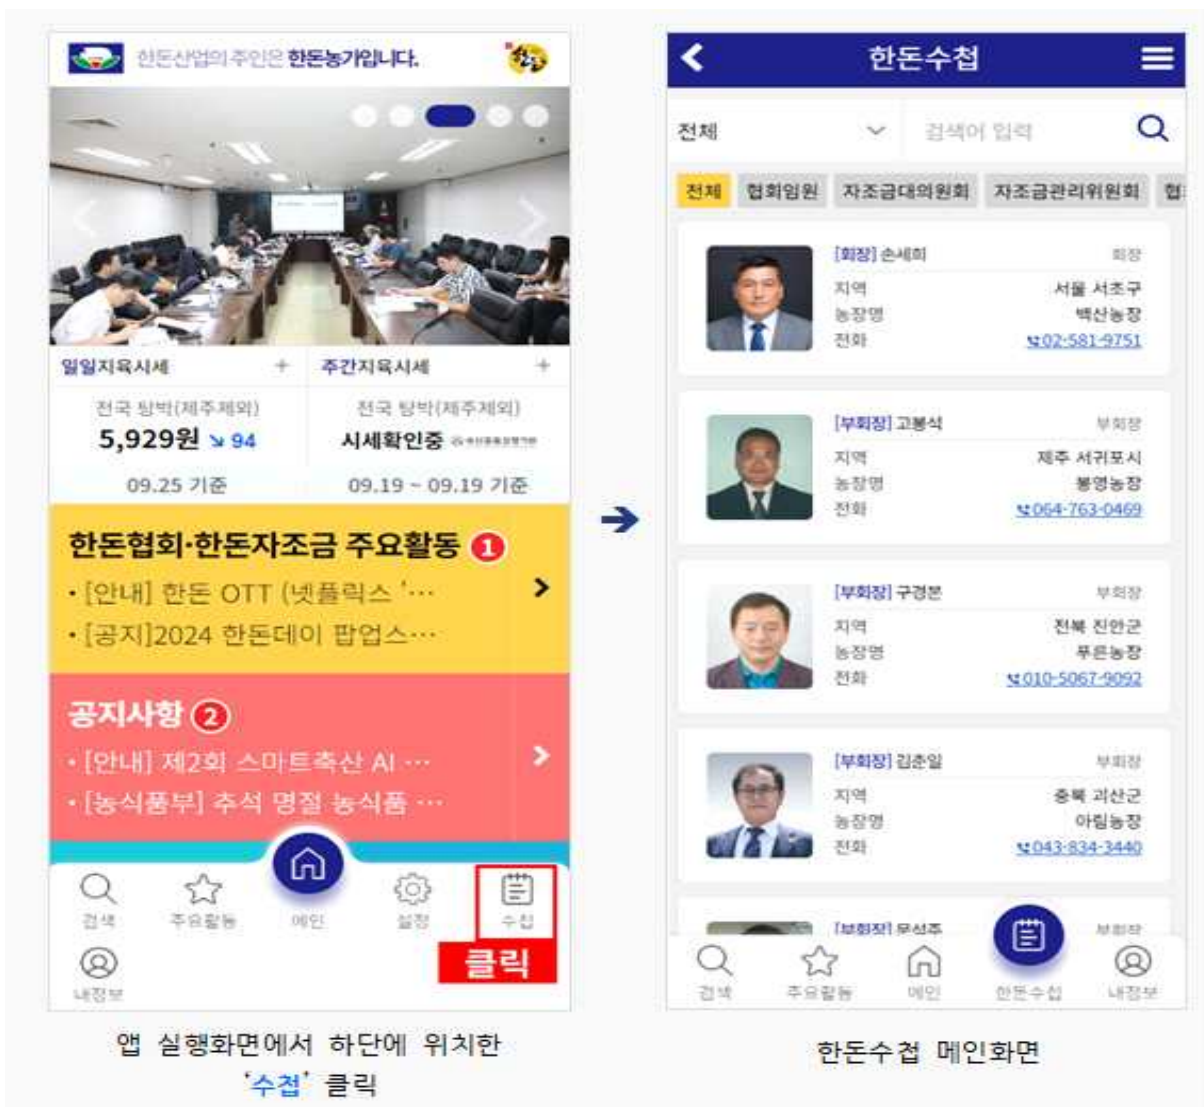 한돈산업의 주인은 한돈농가입니다.
일일지육시세 +
주간지육시세 +
전국 탕박(제주제외)
5,929원 ↘ 94
09.25 기준
전국 탕박(제주제외)
시세확인중
09.19 ~ 09.19 기준
한돈협회·한돈자조금 주요활동 1
• [안내] 한돈 OTT (넷플릭스 '…
• [공지]2024 한돈데이 팝업스…
공지사항 2
• [안내] 제2회 스마트축산 AI …
• [농식품부] 추석 명절 농식품 …
검색
주요활동
메인
설정
수첩
내정보
클릭
앱 실행화면에서 하단에 위치한
'수첩' 클릭
한돈수첩
전체
검색어 입력
전체 협회임원 자조금대의원회 자조금관리위원회 협
[회장] 손세희 회장
지역 서울 서초구
농장명 백산농장
전화 02-581-9751
[부회장] 고봉석 부회장
지역 제주 서귀포시
농장명 봉영농장
전화 064-763-0469
[부회장] 구경본 부회장
지역 전북 진안군
농장명 푸른농장
전화 010-5067-9092
[부회장] 김춘일 부회장
지역 충북 괴산군
농장명 아림농장
전화 043-834-3440
[부회장] 문석주 부회장
검색
주요활동
메인
한돈수첩
내정보
한돈수첩 메인화면